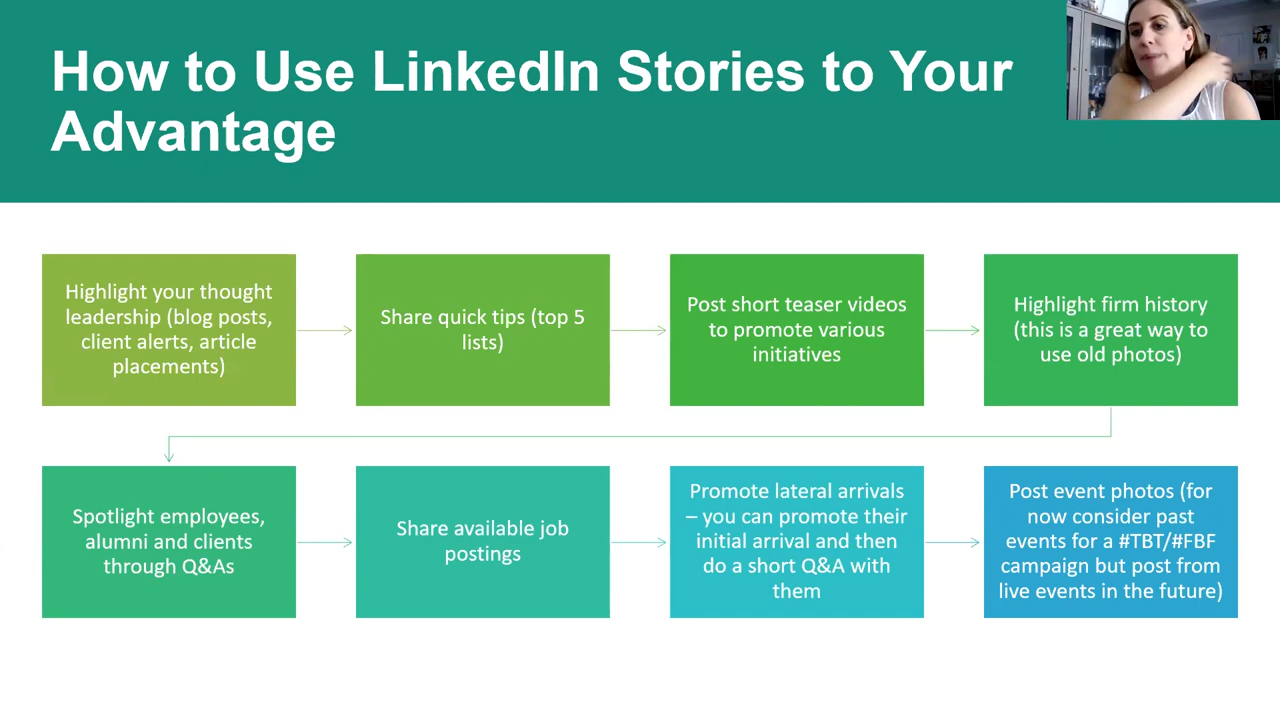 How to Use LinkedIn Stories to Your
Advantage
Highlight your thought
leadership (blog posts,
client alerts, article
placements)
Share quick tips (top 5
lists)
Post short teaser videos
to promote various
initiatives
Highlight firm history
(this is a great way to
use old photos)
Spotlight employees,
alumni and clients
through Q&As
Share available job
postings
Promote lateral arrivals
– you can promote their
initial arrival and then
do a short Q&A with
them
Post event photos (for
now consider past
events for a #TBT/#FBF
campaign but post from
live events in the future)